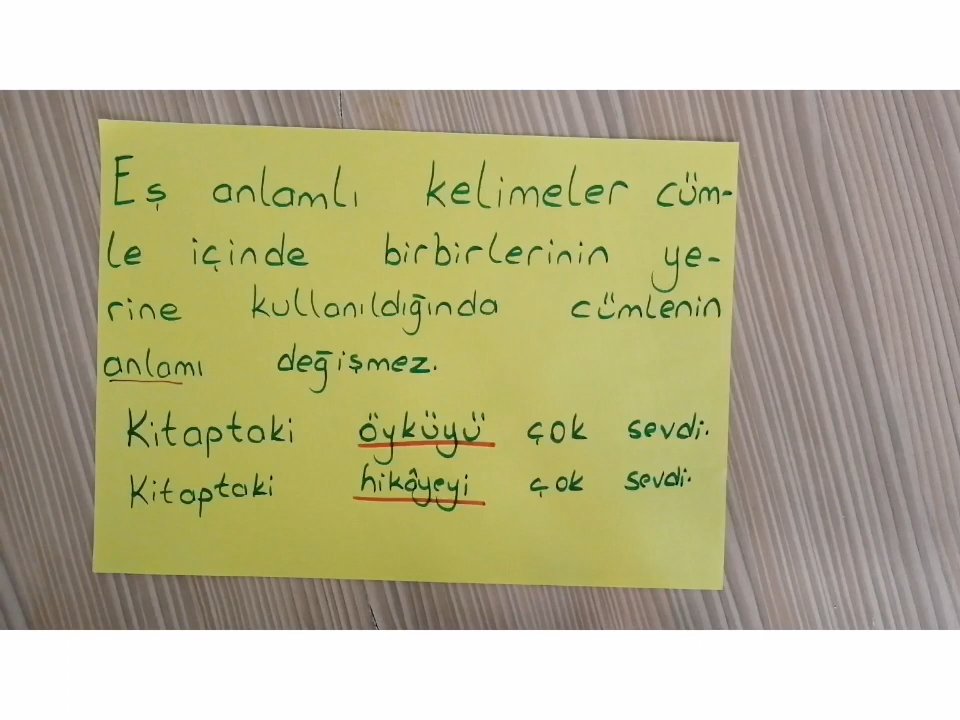 Eş anlamlı kelimeler cüm-
le içinde birbirlerinin ye-
rine kullanıldığında cümlenin
anlamı değişmez.
Kitaptaki öyküyü çok sevdi.
Kitaptaki hikâyeyi çok sevdi.